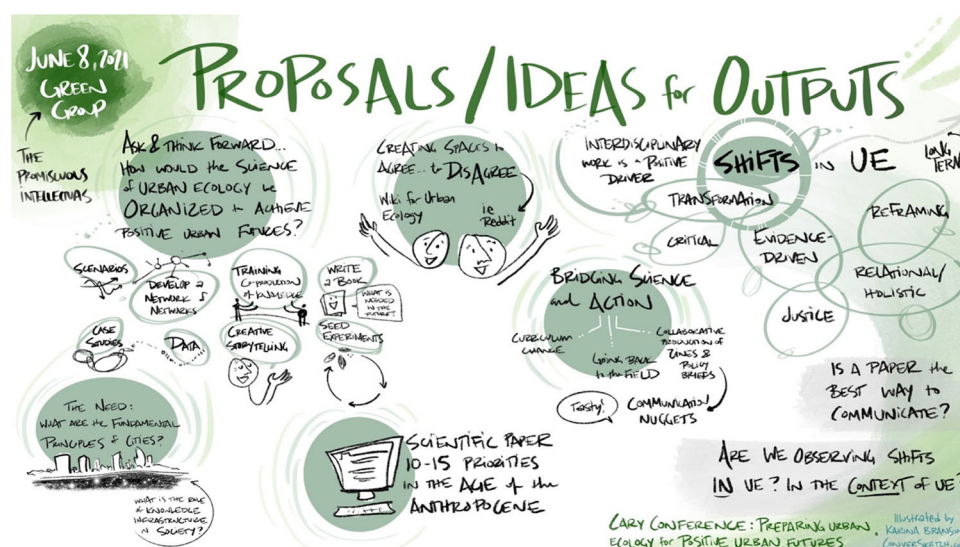 JUNE 8, 2021
GREEN
GROUP
THE
PROMISCUOUS
INTELLECTUALS
PROPOSALS/IDEAS for OUTPUTS
ASK & THINK FORWARD...
HOW WOULD the SCIENCE
of URBAN ECOLOGY be
ORGANIZED to ACHIEVE
POSITIVE URBAN FUTURES?
SCENARIOS
DEVELOP a
NETWORK of
NETWORKS
TRAINING
CO-PRODUCTION
of KNOWLEDGE
WRITE
a BOOK
WHAT IS
NEEDED
IN the
FUTURE?
CASE
STUDIES
DATA
CREATIVE
STORYTELLING
SEED
EXPERIMENTS
THE NEED:
WHAT ARE the FUNDAMENTAL
PRINCIPLES of CITIES?
WHAT IS THE ROLE
of KNOWLEDGE
INFRASTRUCTURE
in SOCIETY?
CREATING SPACES to
AGREE... to DISAGREE
Wiki for Urban
Ecology
ie
Reddit
SCIENTIFIC PAPER
10-15 PRIORITIES
IN the AGE of the
ANTHROPOCENE
INTERDISCIPLINARY
WORK is a POSITIVE
DRIVER
SHIFTS in UE
LONG
TERM
TRANSFORMATION
CRITICAL
EVIDENCE-
DRIVEN
REFRAMING
RELATIONAL/
HOLISTIC
JUSTICE
BRIDGING SCIENCE
and ACTION
CURRICULUM
CHANGE
GOING BACK
to the FIELD
COLLABORATIVE
PRODUCTION of
ZINES &
POLICY
BRIEFS
Tasty!
COMMUNICATION
NUGGETS
IS A PAPER the
BEST WAY to
COMMUNICATE?
ARE WE OBSERVING SHIFTS
IN UE? IN THE CONTEXT of UE?
CARY CONFERENCE: PREPARING URBAN
ECOLOGY for POSITIVE URBAN FUTURES
Illustrated by
KARINA BRANSON